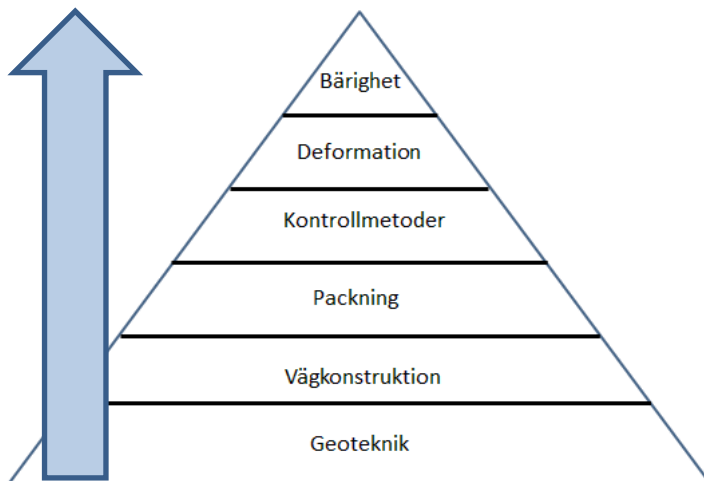 Bärighet
Deformation
Kontrollmetoder
Packning
Vägkonstruktion
Geoteknik